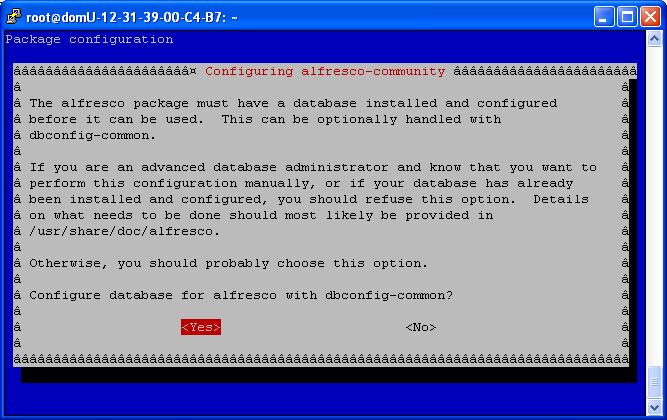 root@domU-12-31-39-00-C4-B7: ~
Package configuration
Configuring alfresco-community
The alfresco package must have a database installed and configured
before it can be used.  This can be optionally handled with
dbconfig-common.
If you are an advanced database administrator and know that you want to
perform this configuration manually, or if your database has already
been installed and configured, you should refuse this option.  Details
on what needs to be done should most likely be provided in
/usr/share/doc/alfresco.
Otherwise, you should probably choose this option.
Configure database for alfresco with dbconfig-common?
<Yes> <No>